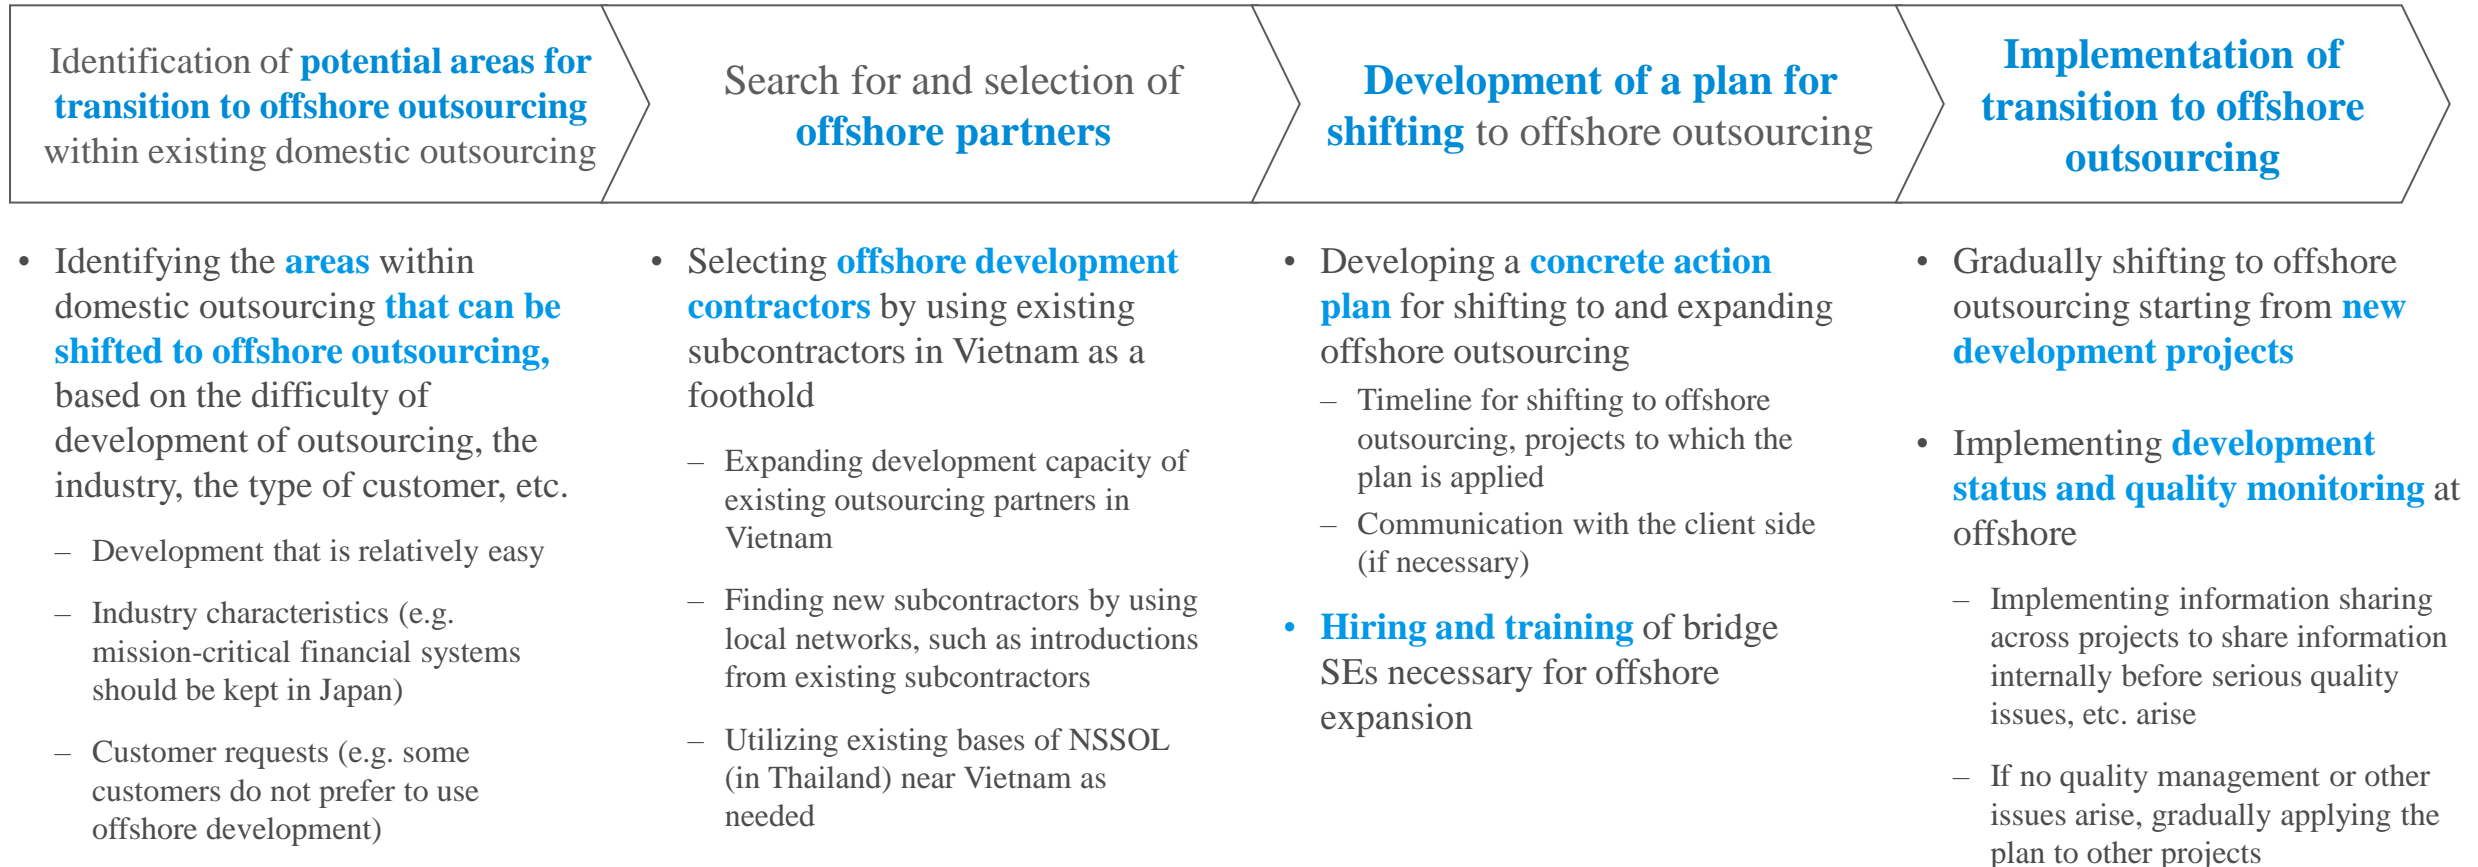 Identification of potential areas for
transition to offshore outsourcing
within existing domestic outsourcing
Search for and selection of
offshore partners
Development of a plan for
shifting to offshore outsourcing
Implementation of
transition to offshore
outsourcing
• Identifying the areas within
domestic outsourcing that can be
shifted to offshore outsourcing,
based on the difficulty of
development of outsourcing, the
industry, the type of customer, etc.
– Development that is relatively easy
– Industry characteristics (e.g.
mission-critical financial systems
should be kept in Japan)
– Customer requests (e.g. some
customers do not prefer to use
offshore development)
• Selecting offshore development
contractors by using existing
subcontractors in Vietnam as a
foothold
– Expanding development capacity of
existing outsourcing partners in
Vietnam
– Finding new subcontractors by using
local networks, such as introductions
from existing subcontractors
– Utilizing existing bases of NSSOL
(in Thailand) near Vietnam as
needed
• Developing a concrete action
plan for shifting to and expanding
offshore outsourcing
– Timeline for shifting to offshore
outsourcing, projects to which the
plan is applied
– Communication with the client side
(if necessary)
• Hiring and training of bridge
SEs necessary for offshore
expansion
• Gradually shifting to offshore
outsourcing starting from new
development projects
• Implementing development
status and quality monitoring at
offshore
– Implementing information sharing
across projects to share information
internally before serious quality
issues, etc. arise
– If no quality management or other
issues arise, gradually applying the
plan to other projects